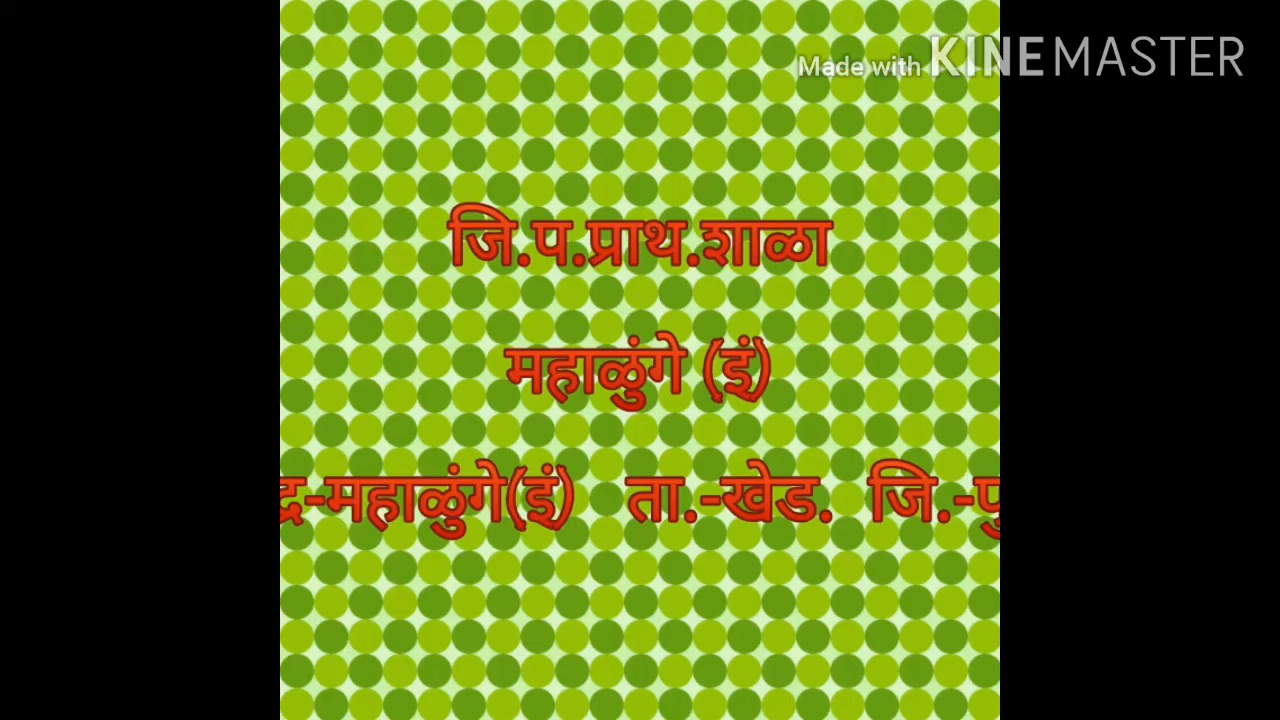 Made with KINEMASTER
जि.प.प्राथ.शाळा
महाळुंगे (इं)
द्र-महाळुंगे(इं) ता.-खेड. जि.-पु